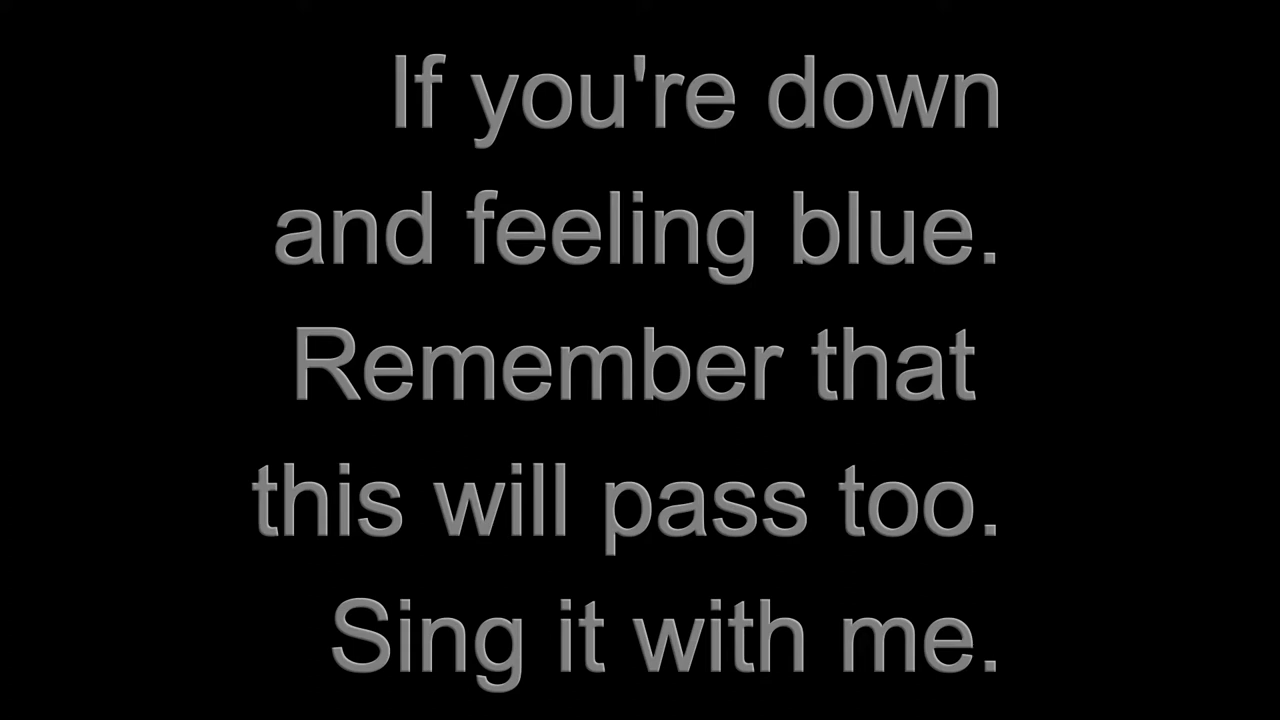 If you're down
and feeling blue.
Remember that
this will pass too.
Sing it with me.